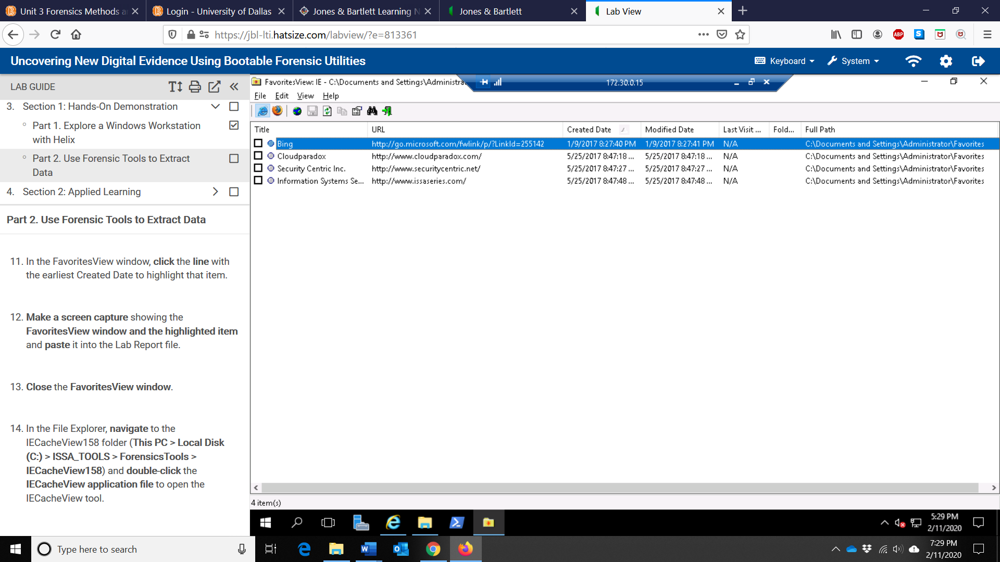 Unit 3 Forensics Methods a
Login - University of Dallas
Jones & Bartlett Learning N
Jones & Bartlett
Lab View
https://jbl-lti.hatsize.com/labview/?e=813361
ABP
S
Uncovering New Digital Evidence Using Bootable Forensic Utilities
Keyboard
System
LAB GUIDE
3. Section 1: Hands-On Demonstration
Part 1. Explore a Windows Workstation
with Helix
Part 2. Use Forensic Tools to Extract
Data
4. Section 2: Applied Learning
Part 2. Use Forensic Tools to Extract Data
11. In the FavoritesView window, click the line with
the earliest Created Date to highlight that item.
12. Make a screen capture showing the
FavoritesView window and the highlighted item
and paste it into the Lab Report file.
13. Close the FavoritesView window.
14. In the File Explorer, navigate to the
IECacheView158 folder (This PC > Local Disk
(C:) > ISSA_TOOLS > ForensicsTools >
IECacheView158) and double-click the
IECacheView application file to open the
IECacheView tool.
FavoritesView: IE - C:\Documents and Settings\Administra
172.30.0.15
File Edit View Help
Title URL Created Date Modified Date Last Visit ... Fold... Full Path
Bing http://go.microsoft.com/fwlink/p/?LinkId=255142 1/9/2017 8:27:40 PM 1/9/2017 8:27:41 PM N/A C:\Documents and Settings\Administrator\Favorites
Cloudparadox http://www.cloudparadox.com/ 5/25/2017 8:47:18 ... 5/25/2017 8:47:18 ... N/A C:\Documents and Settings\Administrator\Favorites
Security Centric Inc. http://www.securitycentric.net/ 5/25/2017 8:47:27 ... 5/25/2017 8:47:27 ... N/A C:\Documents and Settings\Administrator\Favorites
Information Systems Se... http://www.issaseries.com/ 5/25/2017 8:47:48 ... 5/25/2017 8:47:48 ... N/A C:\Documents and Settings\Administrator\Favorites
4 item(s)
5:29 PM
2/11/2020
Type here to search
7:29 PM
2/11/2020